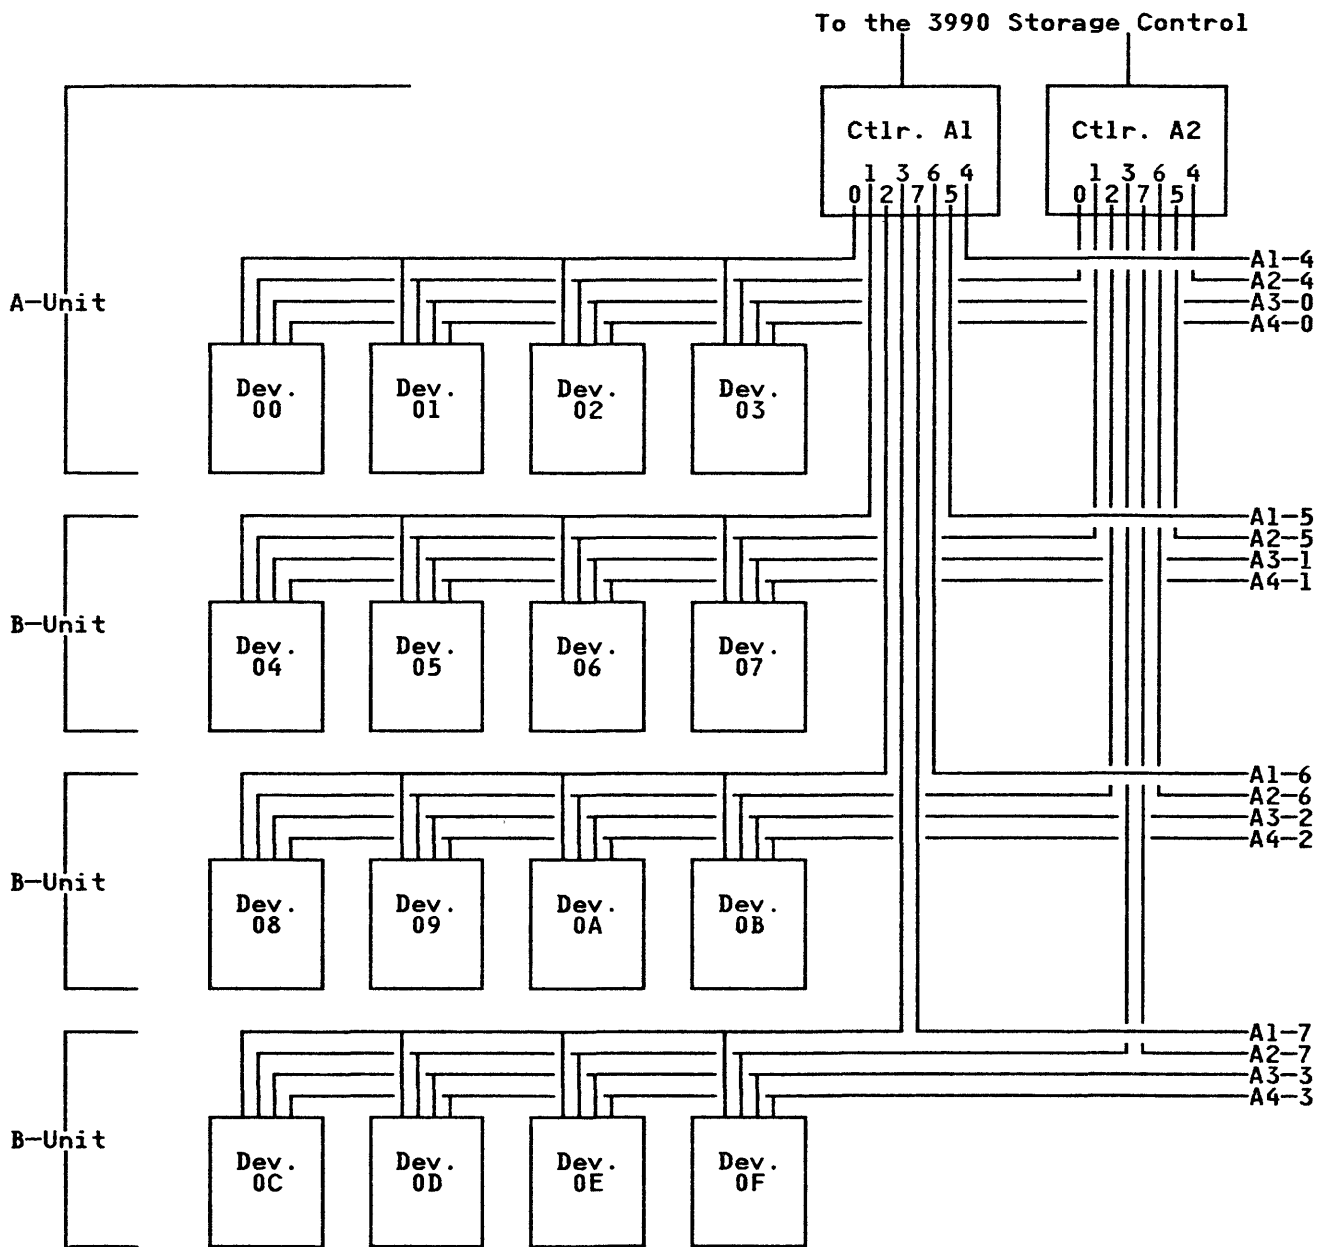 To the 3990 Storage Control
Ctlr. A1
Ctlr. A2
1 3 6 4
0 2 7 5
1 3 6 4
0 2 7 5
A1-4
A2-4
A3-0
A4-0
A-Unit
Dev.
00
Dev.
01
Dev.
02
Dev.
03
A1-5
A2-5
A3-1
A4-1
B-Unit
Dev.
04
Dev.
05
Dev.
06
Dev.
07
A1-6
A2-6
A3-2
A4-2
B-Unit
Dev.
08
Dev.
09
Dev.
0A
Dev.
0B
A1-7
A2-7
A3-3
A4-3
B-Unit
Dev.
0C
Dev.
0D
Dev.
0E
Dev.
0F